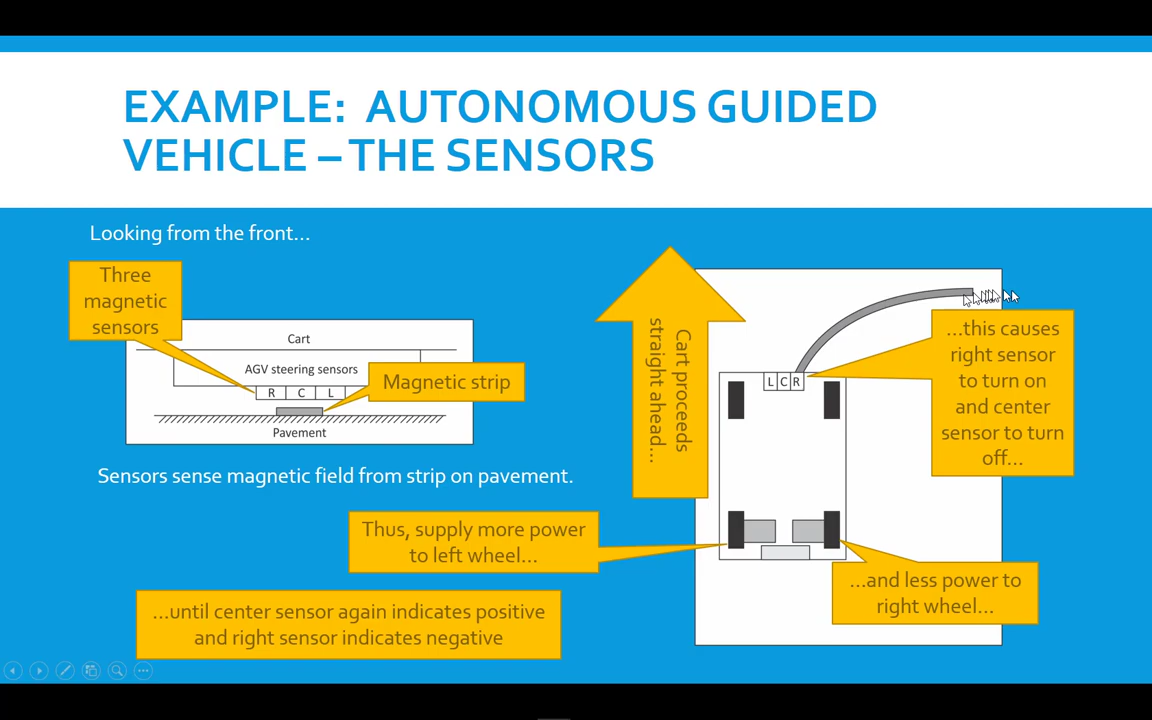 EXAMPLE: AUTONOMOUS GUIDED
VEHICLE – THE SENSORS
Looking from the front...
Three
magnetic
sensors
Cart
AGV steering sensors
R C L
Magnetic strip
Pavement
Sensors sense magnetic field from strip on pavement.
Cart proceeds
straight ahead...
L C R
...this causes
right sensor
to turn on
and center
sensor to turn
off...
Thus, supply more power
to left wheel...
...and less power to
right wheel...
...until center sensor again indicates positive
and right sensor indicates negative